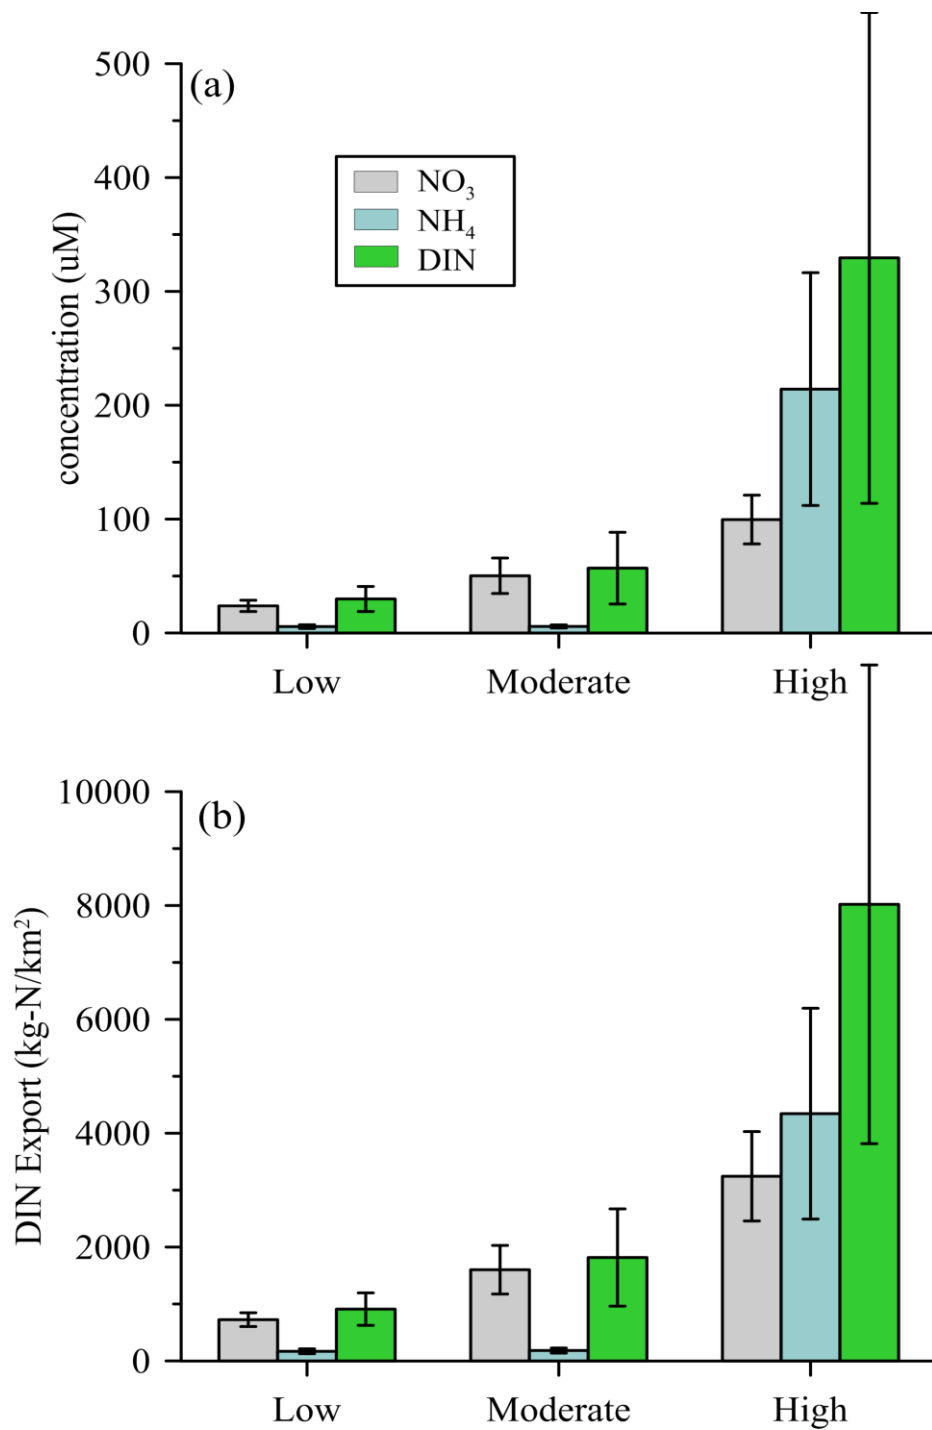 (a)
500
400
300
200
100
0
concentration (uM)
NO₃
NH₄
DIN
Low Moderate High
(b)
10000
8000
6000
4000
2000
0
DIN Export (kg-N/km²)
Low Moderate High